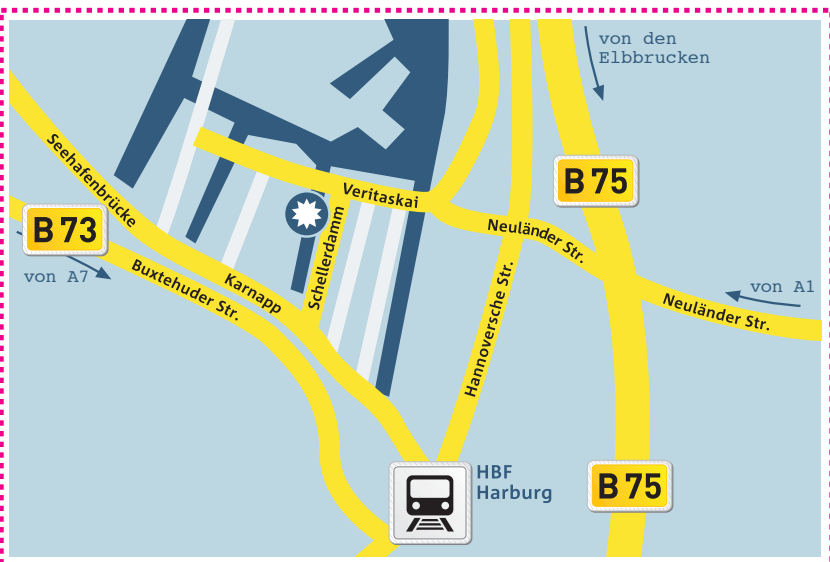 von den
Elbbrucken
Seehafenbrücke
B 75
Veritaskai
B 73
Schellerdamm
Neuländer Str.
von A7
Buxtehuder Str.
Karnapp
Hannoversche Str.
von A1
Neuländer Str.
HBF
Harburg
B 75